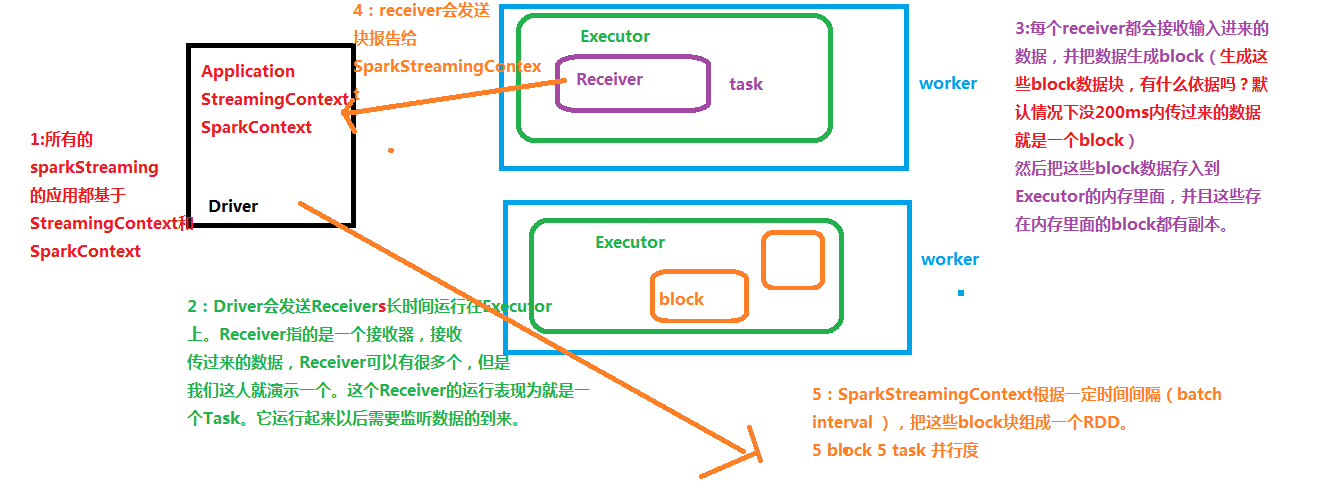 4：receiver会发送
块报告给
SparkStreamingContex
t
Application
StreamingContext
SparkContext
Driver
1:所有的
sparkStreaming
的应用都基于
StreamingContext和
SparkContext
Executor
Receiver
task
worker
3:每个receiver都会接收输入进来的
数据，并把数据生成block（生成这
些block数据块，有什么依据吗？默
认情况下没200ms内传过来的数据
就是一个block）
然后把这些block数据存入到
Executor的内存里面，并且这些存
在内存里面的block都有副本。
Executor
block
worker
2：Driver会发送Receivers长时间运行在Executor
上。Receiver指的是一个接收器，接收
传过来的数据，Receiver可以有很多个，但是
我们这人就演示一个。这个Receiver的运行表现为就是一
个Task。它运行起来以后需要监听数据的到来。
5：SparkStreamingContext根据一定时间间隔（batch
interval ），把这些block块组成一个RDD。
5 block 5 task 并行度